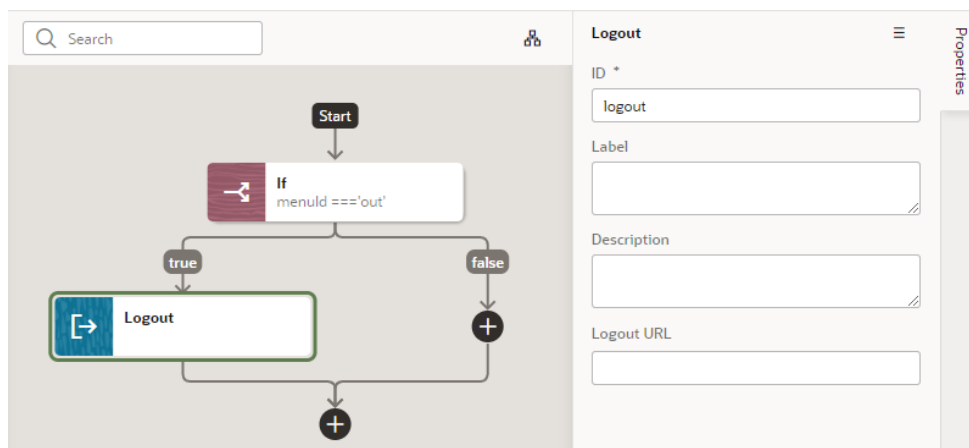 Search
Start
If
menuId ==='out'
true
false
Logout
Logout
ID *
logout
Label
Description
Logout URL
Properties